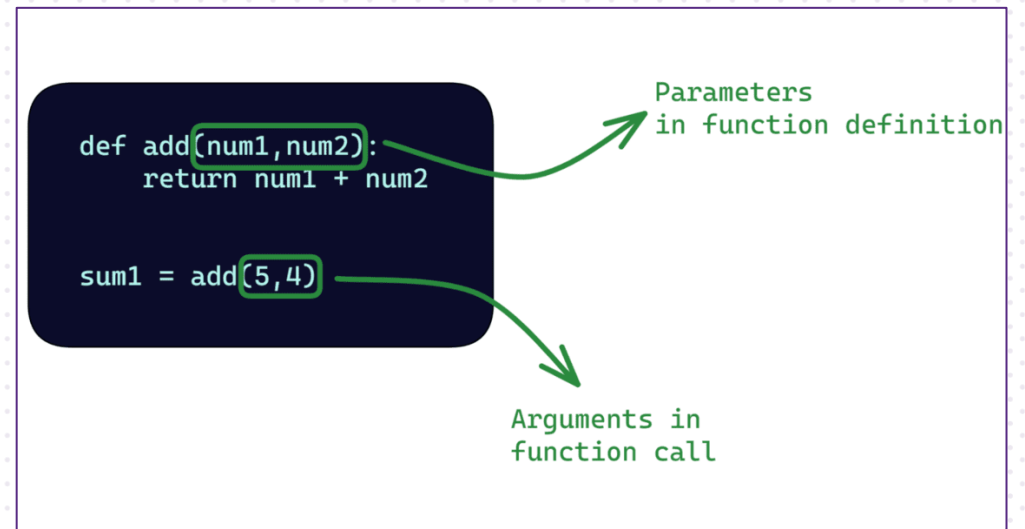 def add(num1,num2):
    return num1 + num2
sum1 = add(5,4)
Parameters
in function definition
Arguments in
function call